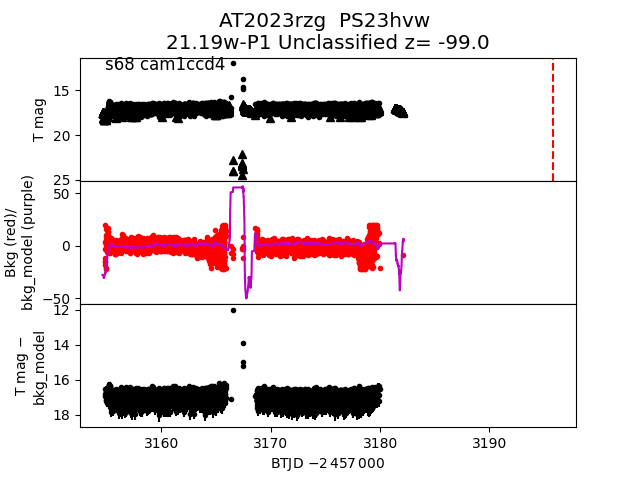 AT2023rzg  PS23hvw
21.19w-P1 Unclassified z= -99.0
s68 cam1ccd4
15
20
25
T mag
50
0
−50
Bkg (red)/
bkg_model (purple)
12
14
16
18
T mag −
bkg_model
3160 3170 3180 3190
BTJD −2 457 000